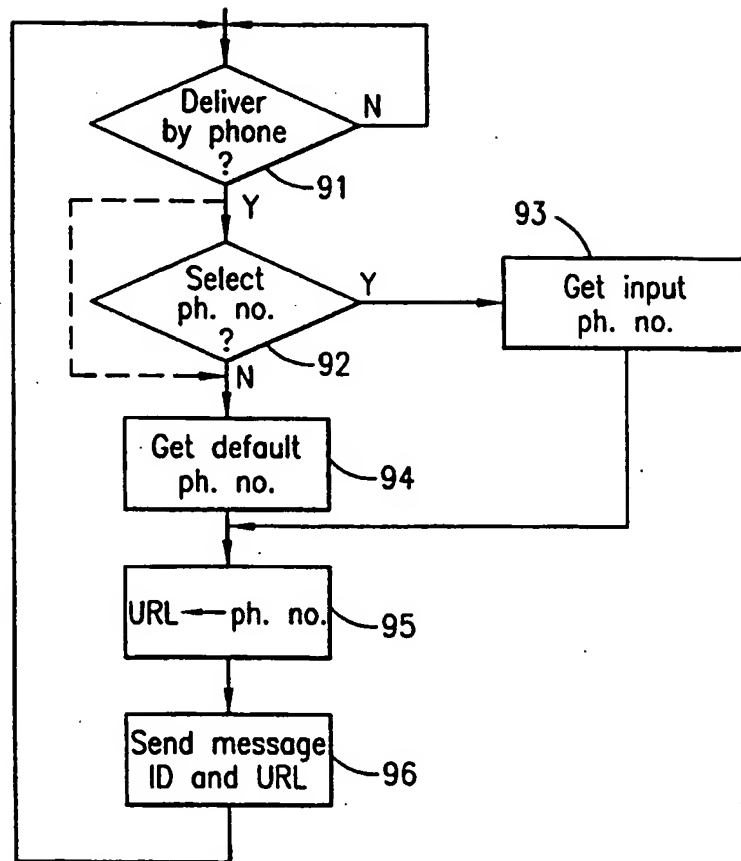 Deliver
by phone
?
N
91
Y
Select
ph. no.
?
Y
92
N
93
Get input
ph. no.
Get default
ph. no.
94
URL ← ph. no.
95
Send message
ID and URL
96